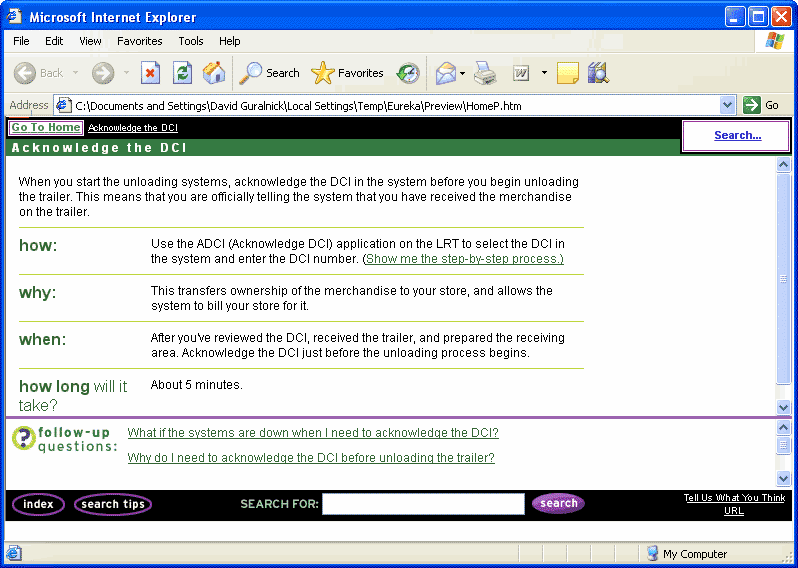 Microsoft Internet Explorer
File Edit View Favorites Tools Help
Back Search Favorites
Address C:\Documents and Settings\David Guralnick\Local Settings\Temp\Eureka\Preview\HomeP.htm Go
Go To Home Acknowledge the DCI
Search...
Acknowledge the DCI
When you start the unloading systems, acknowledge the DCI in the system before you begin unloading
the trailer. This means that you are officially telling the system that you have received the merchandise
on the trailer.
how: Use the ADCI (Acknowledge DCI) application on the LRT to select the DCI in
the system and enter the DCI number. (Show me the step-by-step process.)
why: This transfers ownership of the merchandise to your store, and allows the
system to bill your store for it.
when: After you've reviewed the DCI, received the trailer, and prepared the receiving
area. Acknowledge the DCI just before the unloading process begins.
how long will it About 5 minutes.
take?
follow-up What if the systems are down when I need to acknowledge the DCI?
questions:
Why do I need to acknowledge the DCI before unloading the trailer?
index search tips SEARCH FOR: search Tell Us What You Think
URL
My Computer